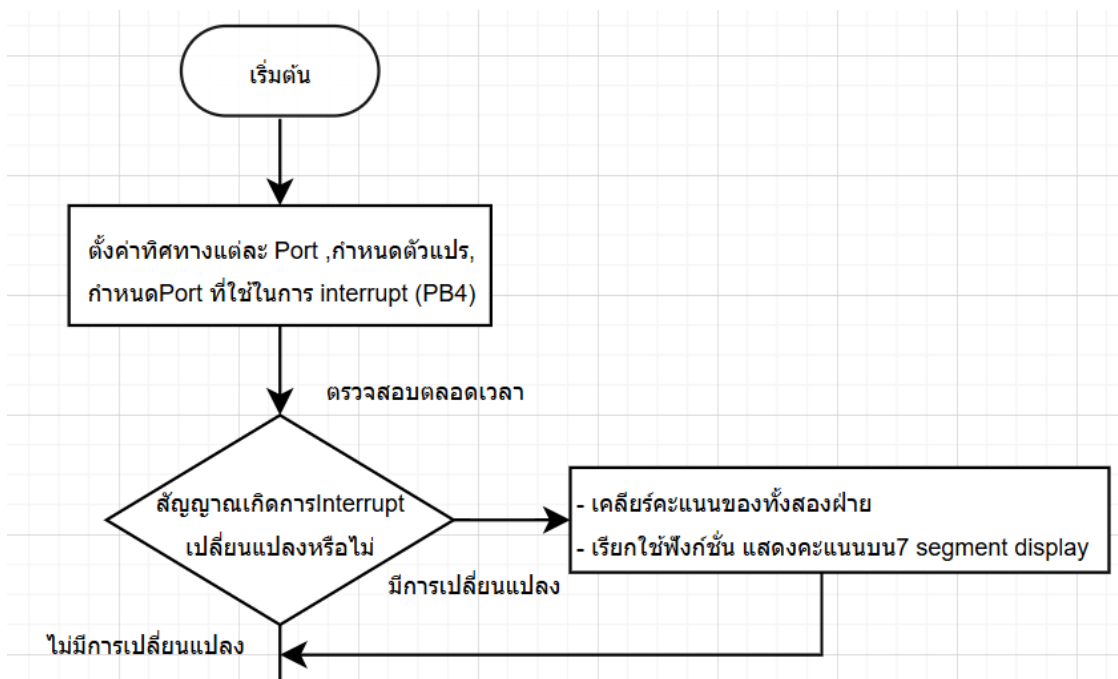 เริ่มต้น
ตั้งค่าทิศทางแต่ละ Port ,กำหนดตัวแปร,
กำหนดPort ที่ใช้ในการ interrupt (PB4)
ตรวจสอบตลอดเวลา
สัญญาณเกิดการInterrupt
เปลี่ยนแปลงหรือไม่
- เคลียร์คะแนนของทั้งสองฝ่าย
- เรียกใช้ฟังก์ชั่น แสดงคะแนนบน7 segment display
มีการเปลี่ยนแปลง
ไม่มีการเปลี่ยนแปลง